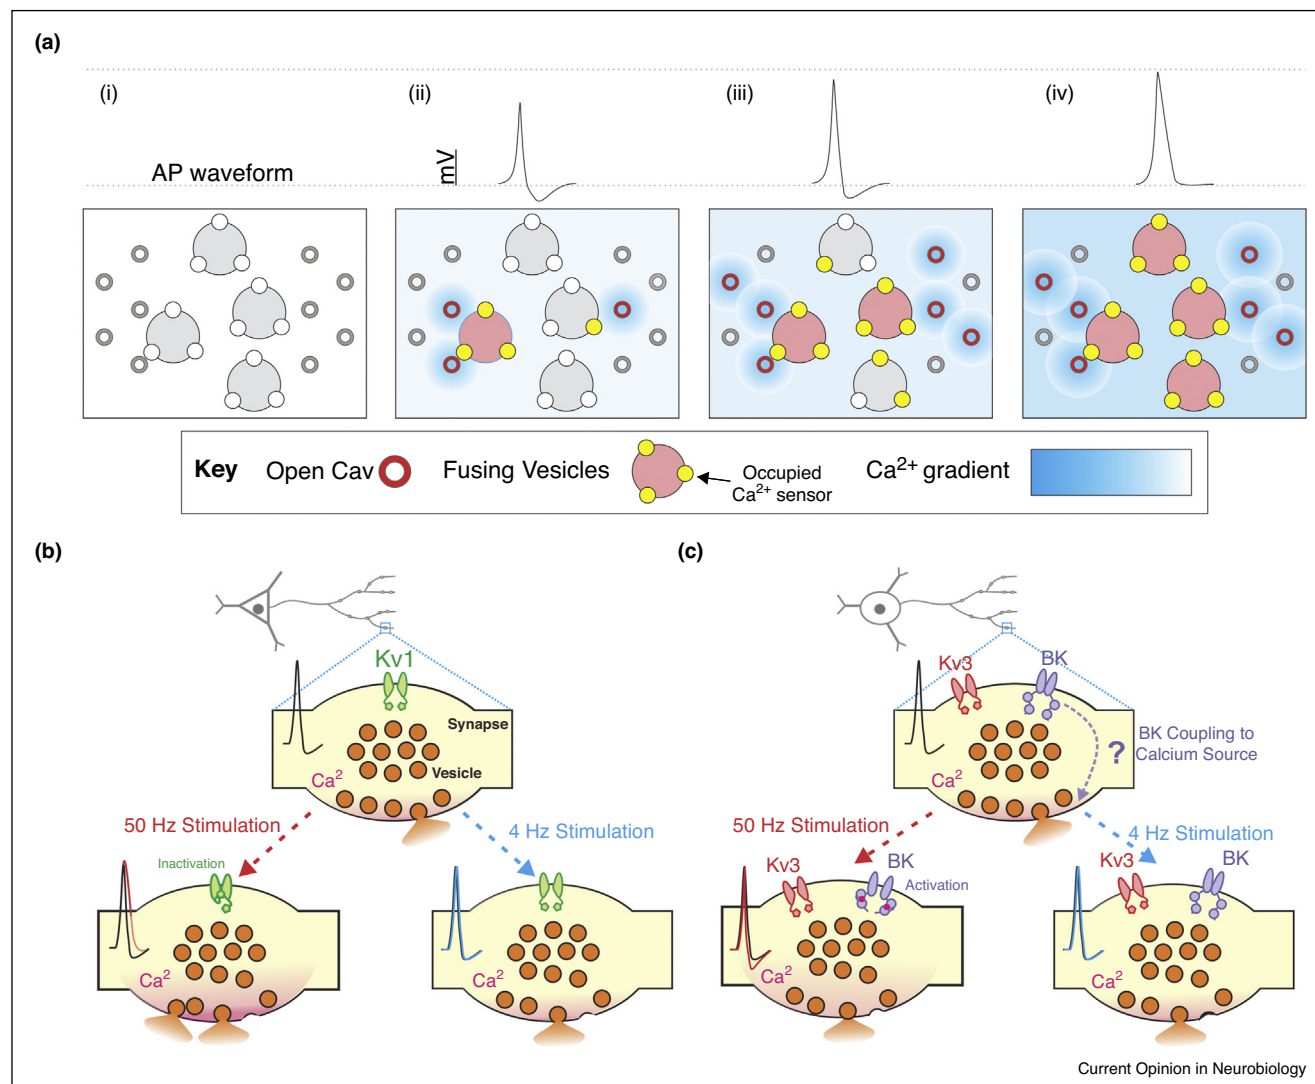 (a)
(i)
(ii)
(iii)
(iv)
AP waveform
mV
Key
Open Cav
Fusing Vesicles
Occupied
Ca2+ sensor
Ca2+ gradient
(b)
Kv1
Synapse
Vesicle
Ca2
50 Hz Stimulation
4 Hz Stimulation
Inactivation
Ca2
Ca2
(c)
Kv3
BK
BK Coupling to
Calcium Source
?
Ca2
50 Hz Stimulation
4 Hz Stimulation
Kv3
BK
Activation
Ca2
Kv3
BK
Ca2
Current Opinion in Neurobiology